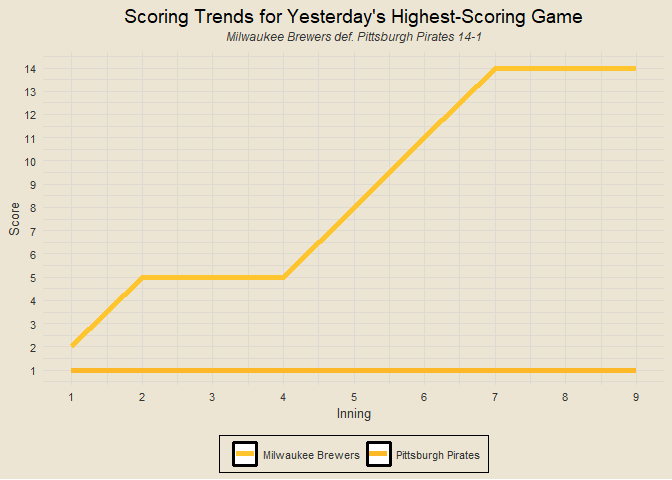 Scoring Trends for Yesterday's Highest-Scoring Game
Milwaukee Brewers def. Pittsburgh Pirates 14-1
14
13
12
11
10
9
8
7
6
5
4
3
2
1
Score
1 2 3 4 5 6 7 8 9
Inning
Milwaukee Brewers Pittsburgh Pirates